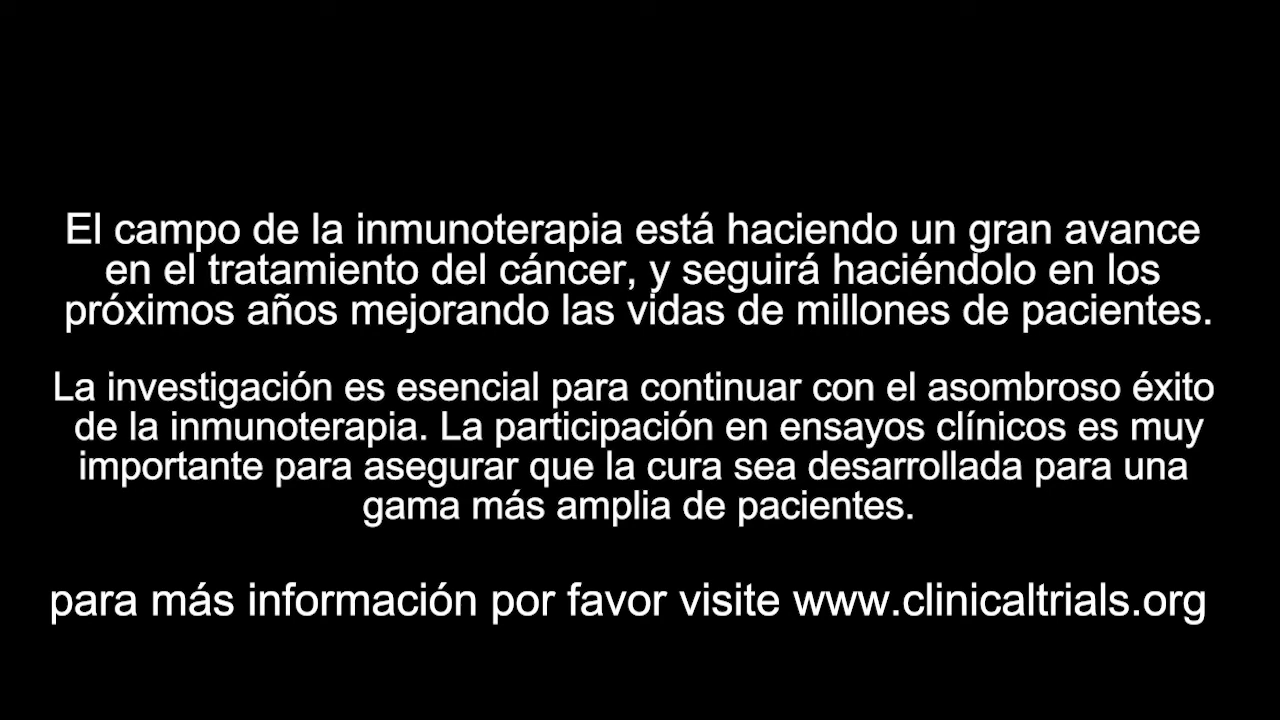 El campo de la inmunoterapia está haciendo un gran avance
en el tratamiento del cáncer, y seguirá haciéndolo en los
próximos años mejorando las vidas de millones de pacientes.
La investigación es esencial para continuar con el asombroso éxito
de la inmunoterapia. La participación en ensayos clínicos es muy
importante para asegurar que la cura sea desarrollada para una
gama más amplia de pacientes.
para más información por favor visite www.clinicaltrials.org